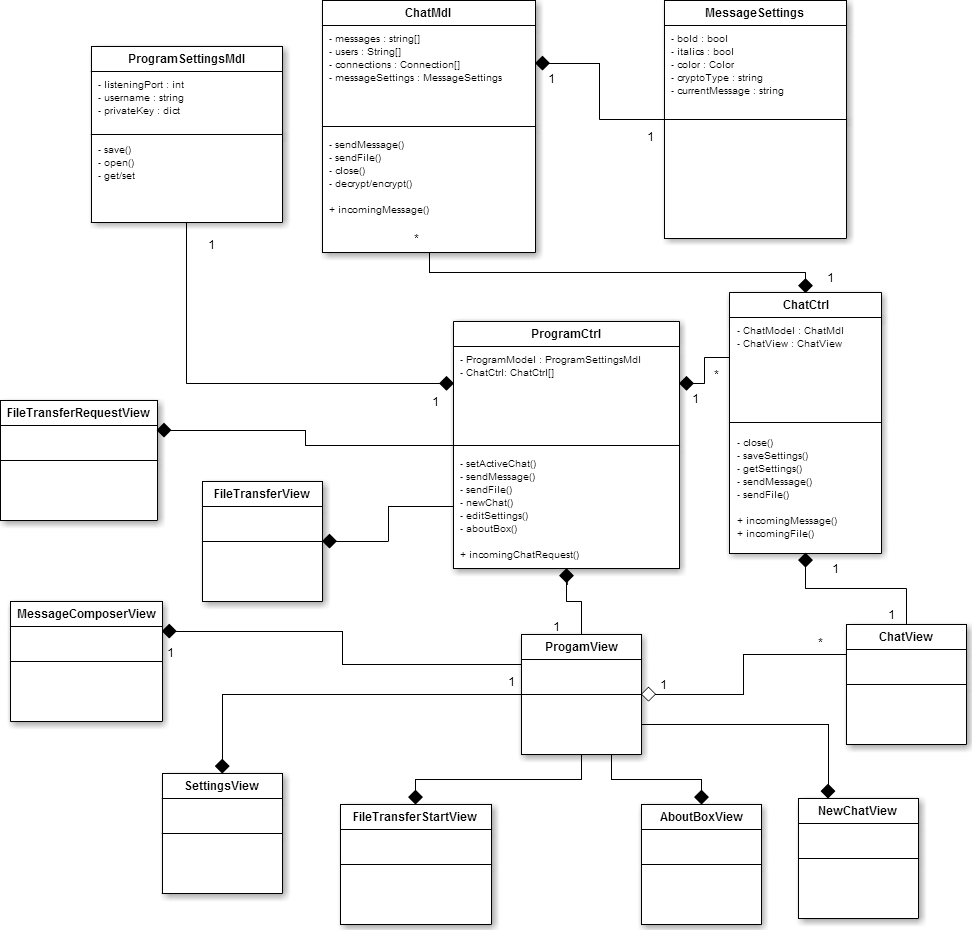 ChatMdl
- messages : string[]
- users : String[]
- connections : Connection[]
- messageSettings : MessageSettings
- sendMessage()
- sendFile()
- close()
- decrypt/encrypt()
+ incomingMessage()
*
MessageSettings
- bold : bool
- italics : bool
- color : Color
- cryptoType : string
- currentMessage : string
1
1
ProgramSettingsMdl
- listeningPort : int
- username : string
- privateKey : dict
- save()
- open()
- get/set
1
1
ChatCtrl
- ChatModel : ChatMdl
- ChatView : ChatView
- close()
- saveSettings()
- getSettings()
- sendMessage()
- sendFile()
+ incomingMessage()
+ incomingFile()
ProgramCtrl
- ProgramModel : ProgramSettingsMdl
- ChatCtrl: ChatCtrl[]
- setActiveChat()
- sendMessage()
- sendFile()
- newChat()
- editSettings()
- aboutBox()
+ incomingChatRequest()
*
1
1
FileTransferRequestView
FileTransferView
MessageComposerView
1
1
1
ProgamView
1
1
*
1
ChatView
SettingsView
FileTransferStartView
AboutBoxView
NewChatView